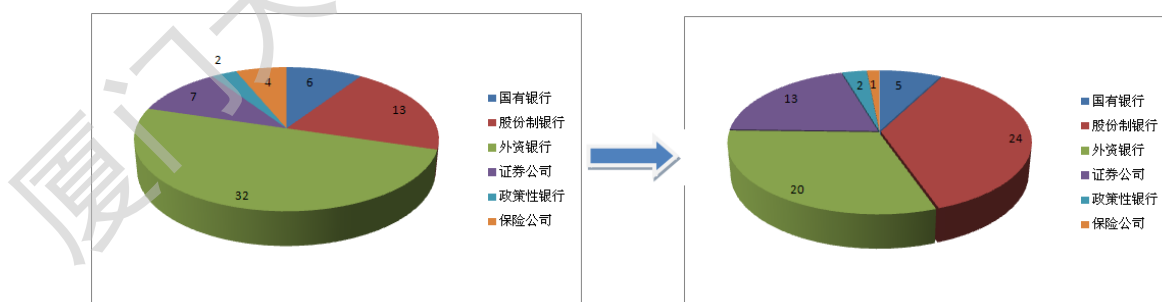 2
4
6
7
13
32
国有银行
股份制银行
外资银行
证券公司
政策性银行
保险公司
13
2
1
5
24
20
国有银行
股份制银行
外资银行
证券公司
政策性银行
保险公司
厦门大